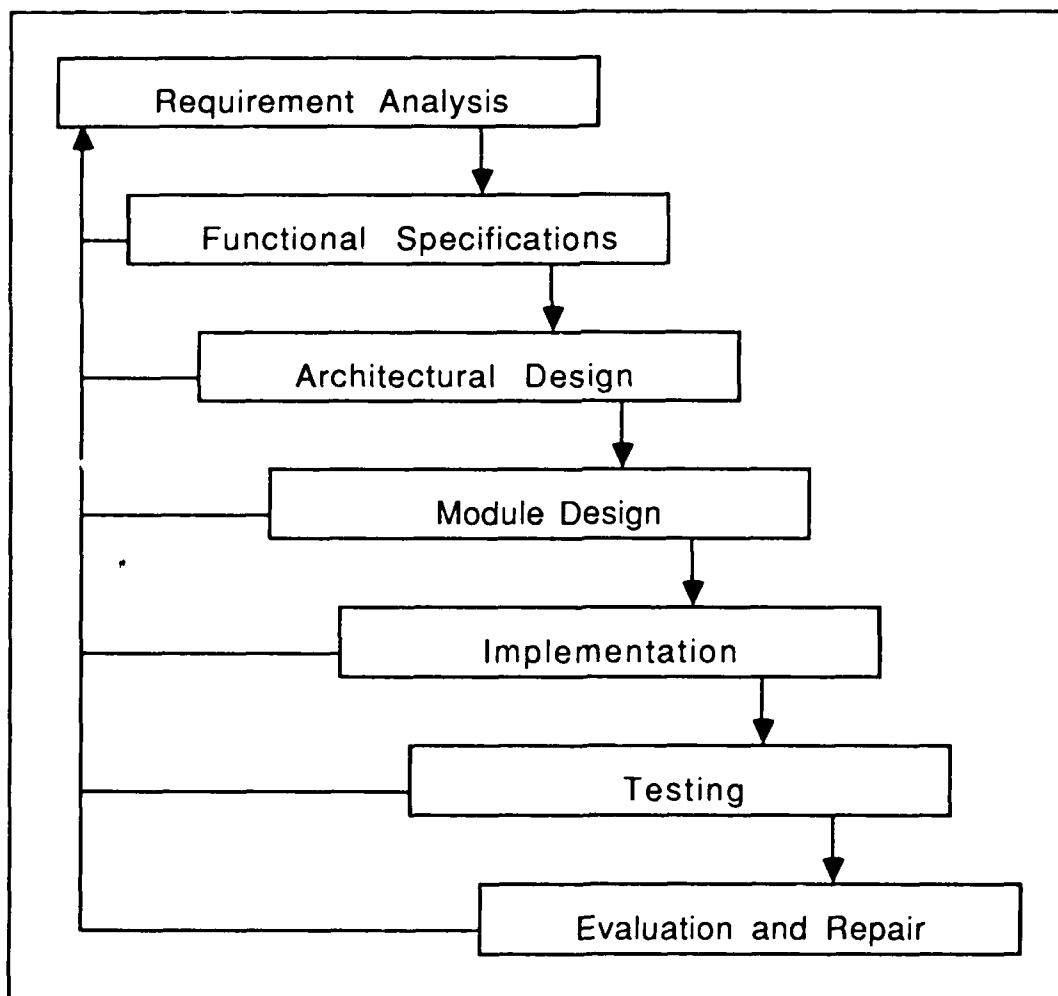 Requirement Analysis
Functional Specifications
Architectural Design
Module Design
Implementation
Testing
Evaluation and Repair